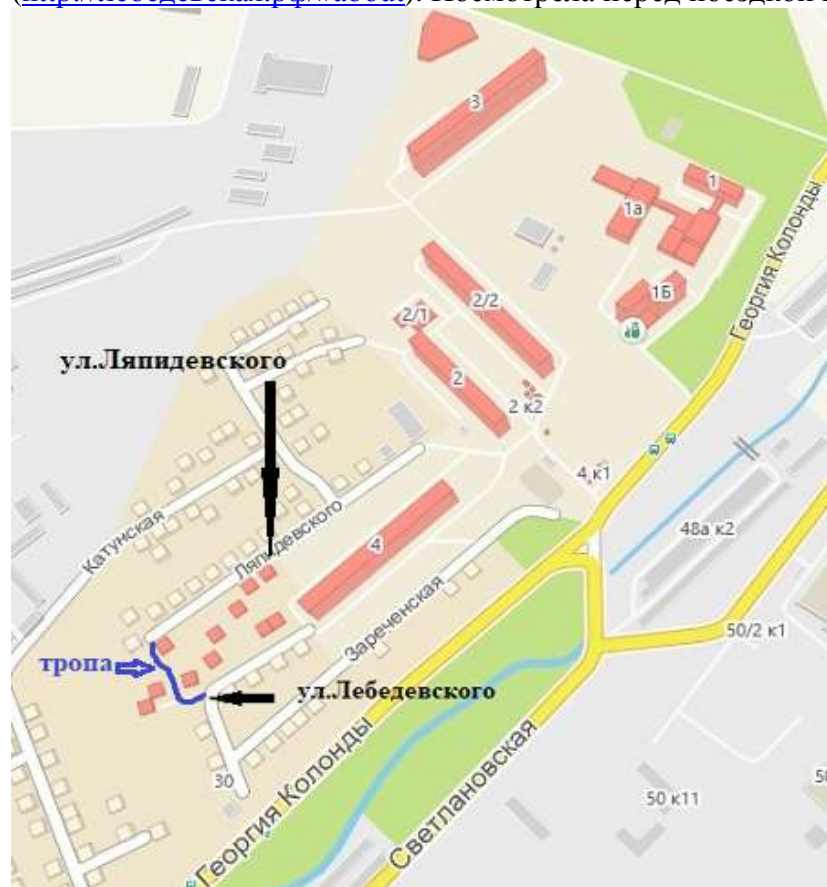 3
1
1а
1Б
Георгия Колонды
2/1
2/2
ул.Ляпидевского
2
2 к2
4 к1
48а к2
Ляпидевского
Катунская
4
Зареченская
50/2 к1
тропа
ул.Лебедевского
30
Георгия Колонды
Светлановская
50 к11